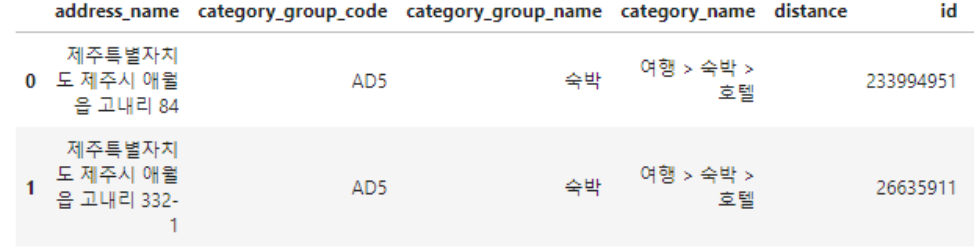 address_name category_group_code category_group_name category_name distance id
0 제주특별자치도 제주시 애월읍 고내리 84 AD5 숙박 여행 > 숙박 > 호텔 233994951
1 제주특별자치도 제주시 애월읍 고내리 332-1 AD5 숙박 여행 > 숙박 > 호텔 26635911